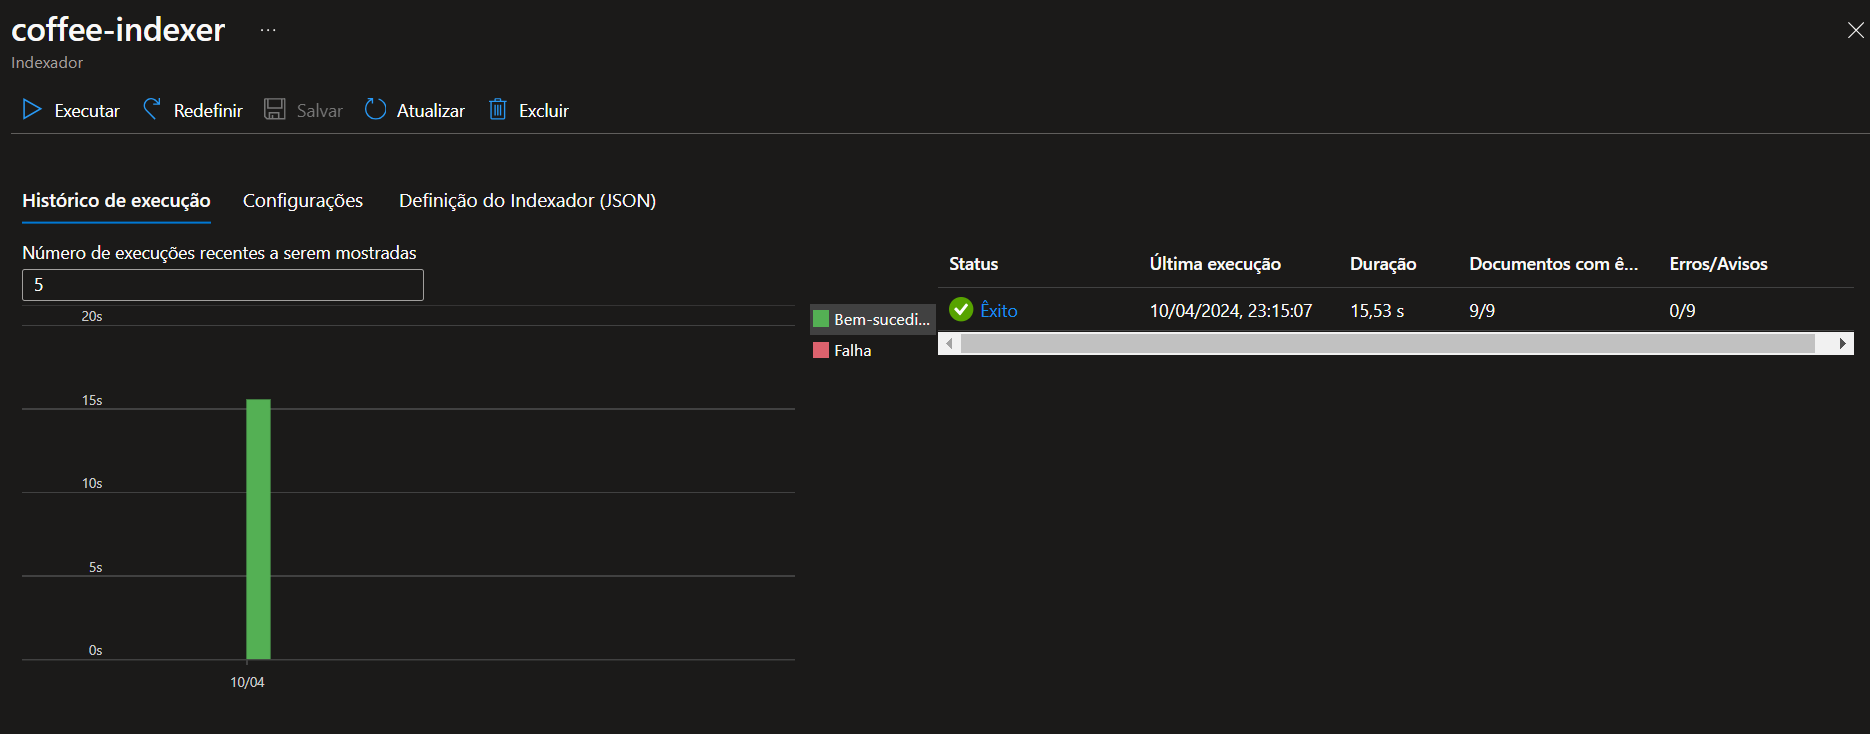 coffee-indexer ...
Indexador
Executar Redefinir Salvar Atualizar Excluir
Histórico de execução Configurações Definição do Indexador (JSON)
Número de execuções recentes a serem mostradas
5
20s
15s
10s
5s
0s
10/04
Bem-sucedi...
Falha
Status Última execução Duração Documentos com ê... Erros/Avisos
Êxito 10/04/2024, 23:15:07 15,53 s 9/9 0/9